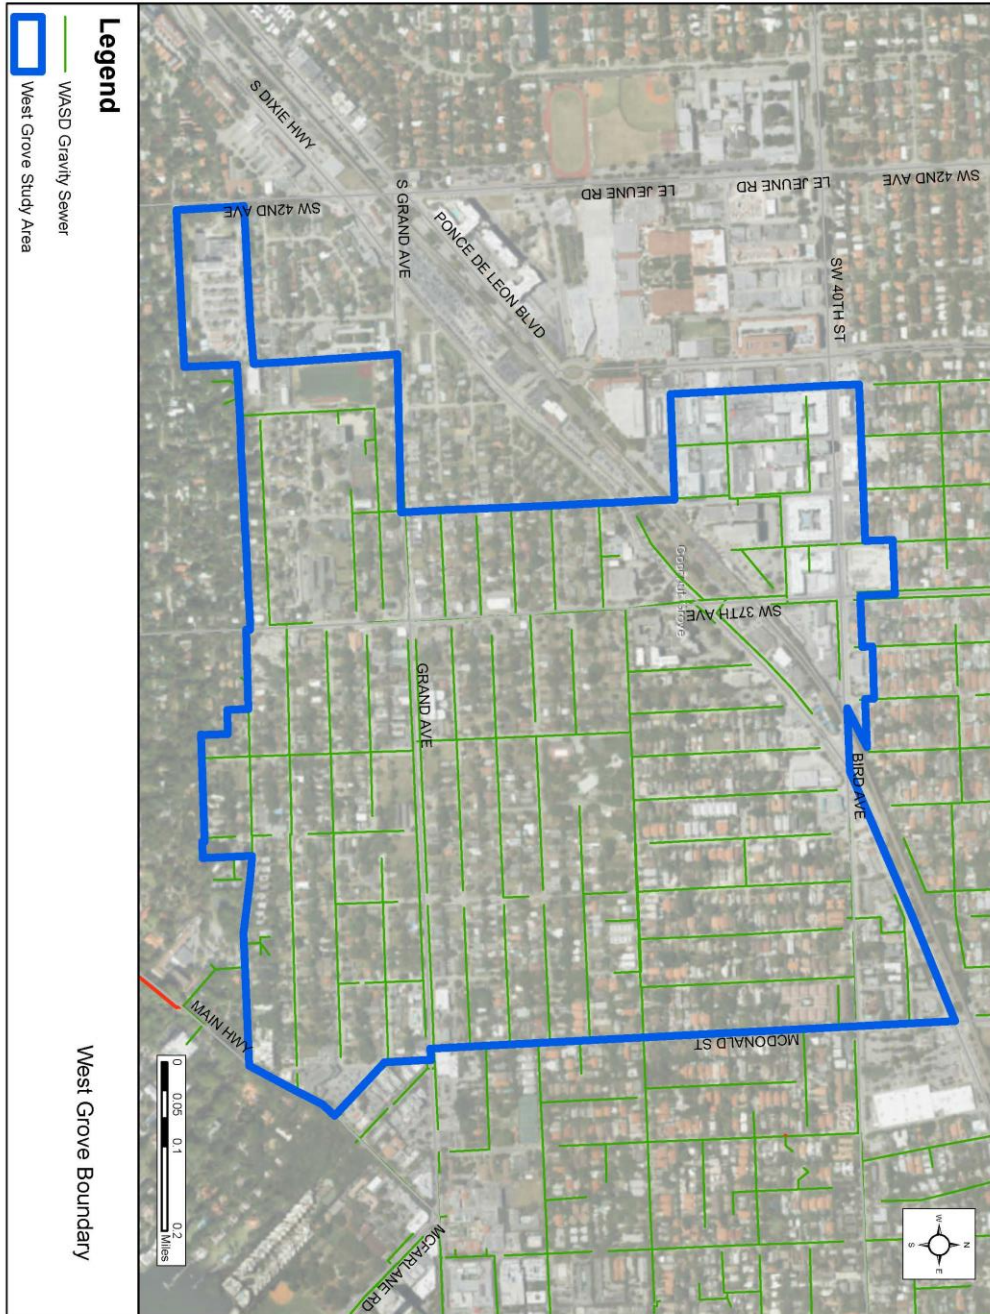 SW 42ND AVE
LE JEUNE RD
LE JEUNE RD
SW 40TH ST
S DIXIE HWY
S GRAND AVE
SW 42ND AVE
PONCE DE LEON BLVD
Coconut Grove
SW 37TH AVE
GRAND AVE
BIRD AVE
MCDONALD ST
MAIN HWY
MCFARLANE RD
N
W
E
S
0 0.05 0.1 0.2
Miles
Legend
WASD Gravity Sewer
West Grove Study Area
West Grove Boundary